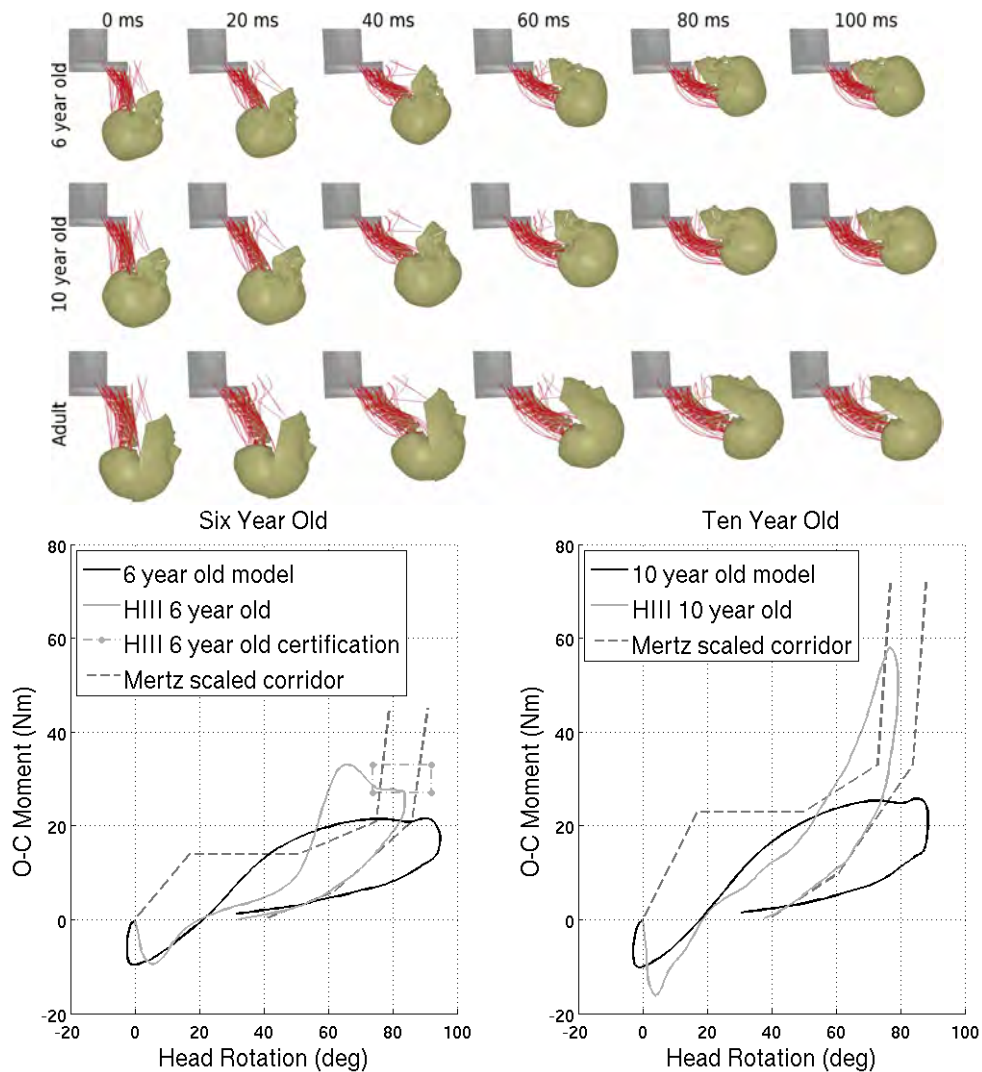 0 ms 20 ms 40 ms 60 ms 80 ms 100 ms
6 year old
10 year old
Adult
Six Year Old
80
60
40
20
0
-20
-20 0 20 40 60 80 100
O-C Moment (Nm)
Head Rotation (deg)
6 year old model
HIII 6 year old
HIII 6 year old certification
Mertz scaled corridor
Ten Year Old
80
60
40
20
0
-20
-20 0 20 40 60 80 100
O-C Moment (Nm)
Head Rotation (deg)
10 year old model
HIII 10 year old
Mertz scaled corridor